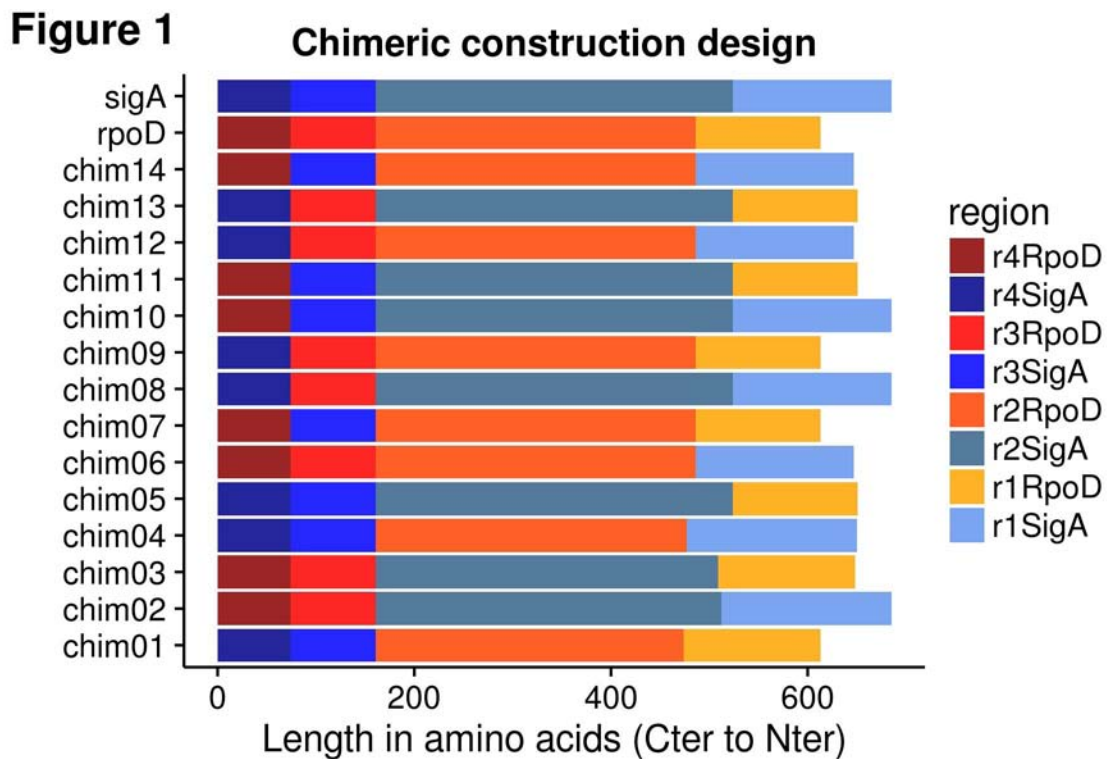 Figure 1
Chimeric construction design
sigA
rpoD
chim14
chim13
chim12
chim11
chim10
chim09
chim08
chim07
chim06
chim05
chim04
chim03
chim02
chim01
0 200 400 600
Length in amino acids (Cter to Nter)
region
r4RpoD
r4SigA
r3RpoD
r3SigA
r2RpoD
r2SigA
r1RpoD
r1SigA